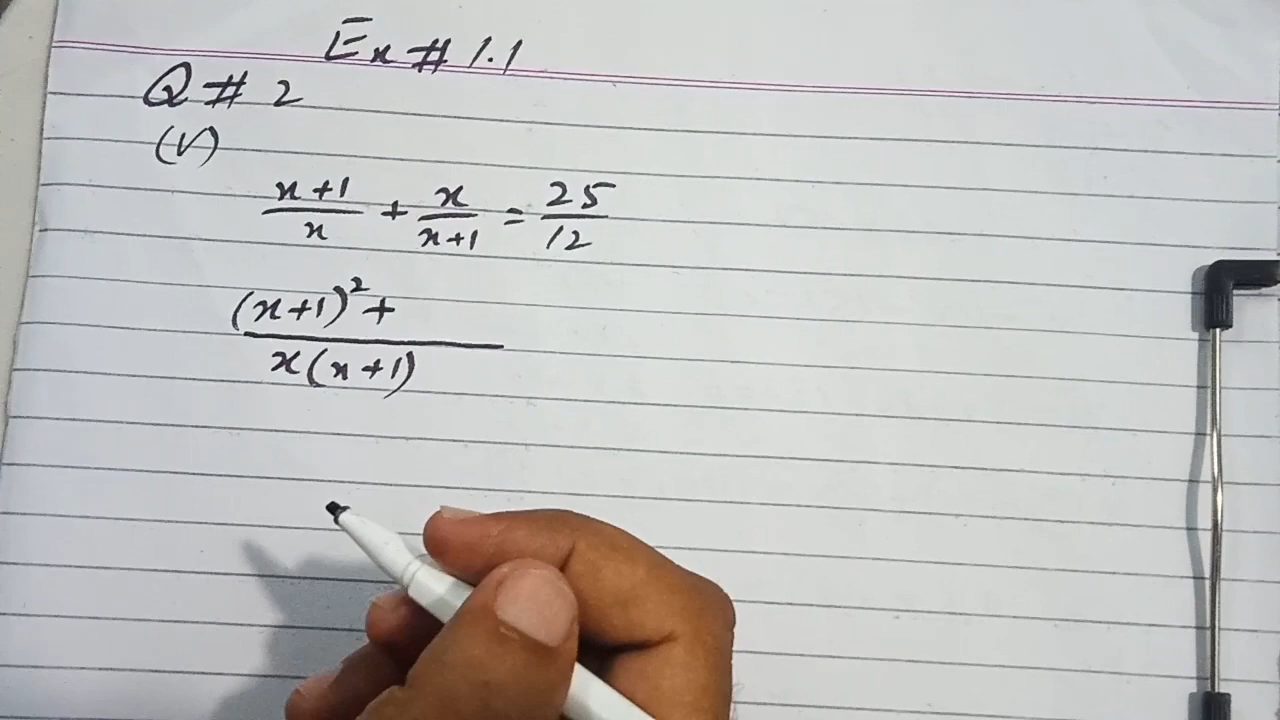 Ex # 1.1
Q # 2
(V)
x+1/x + x/x+1 = 25/12
(x+1)² + / x(x+1)